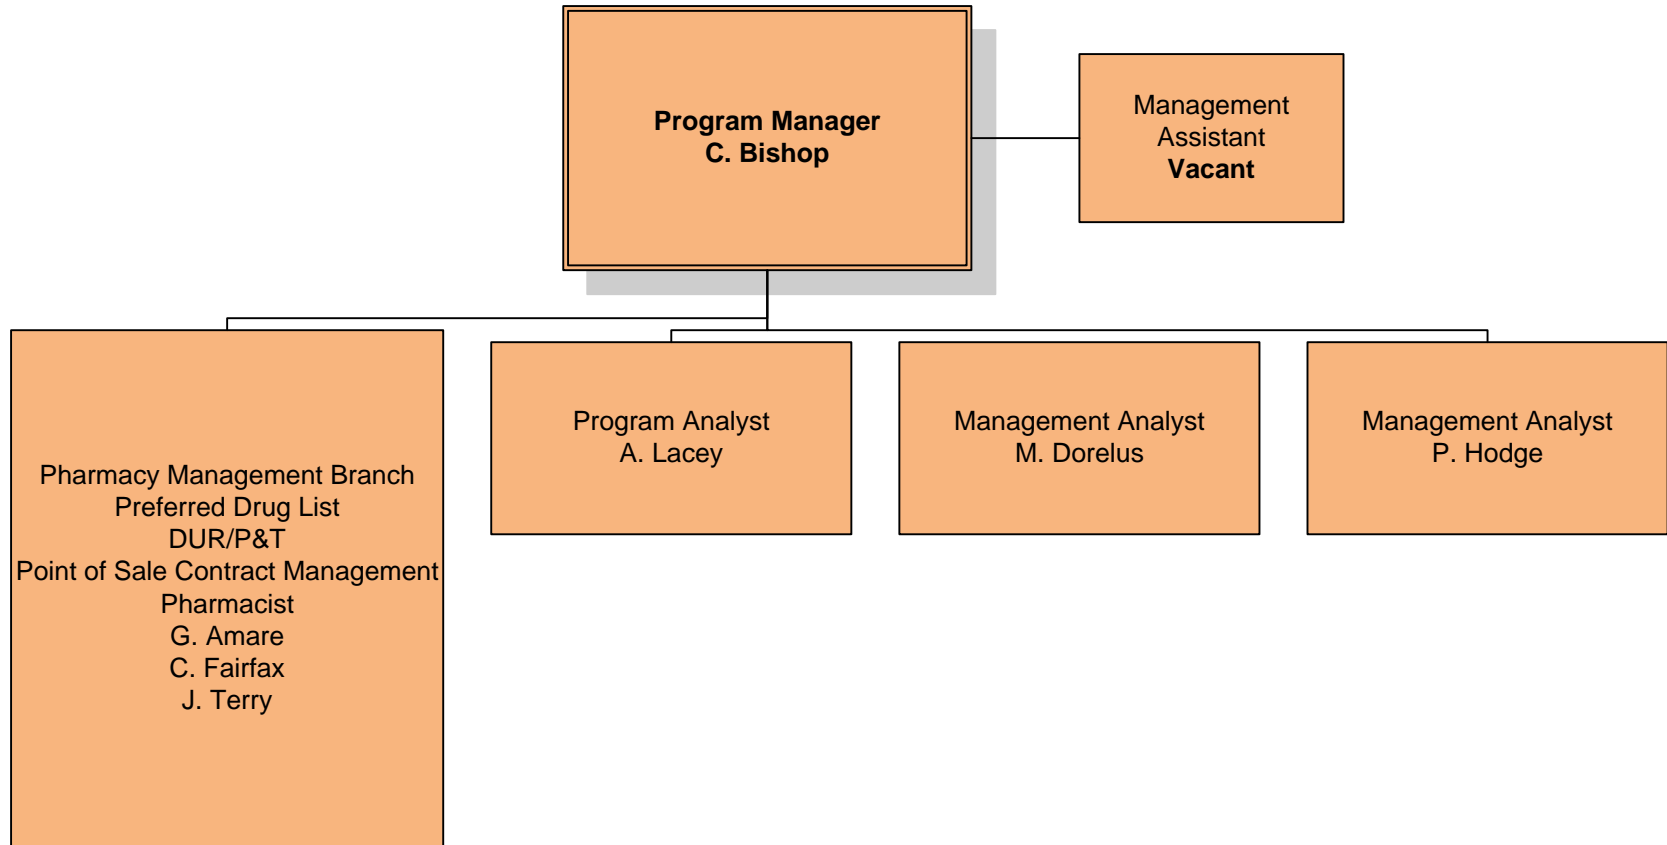 Program Manager
C. Bishop
Management
Assistant
Vacant
Pharmacy Management Branch
Preferred Drug List
DUR/P&T
Point of Sale Contract Management
Pharmacist
G. Amare
C. Fairfax
J. Terry
Program Analyst
A. Lacey
Management Analyst
M. Dorelus
Management Analyst
P. Hodge